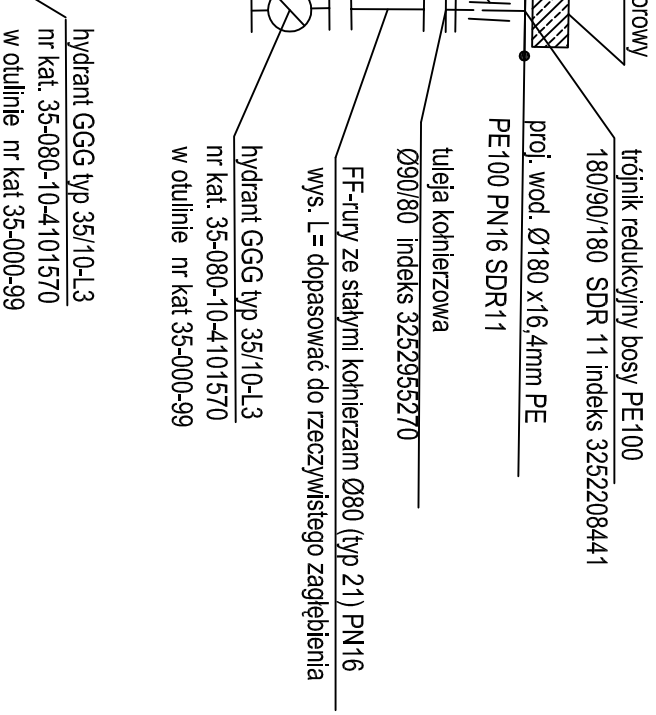 orowy
trójnik redukcyjny bosy PE100
180/90/180 SDR 11 indeks 3252208441
proj. wod. Ø180 x16,4mm PE
PE100 PN16 SDR11
tuleja kołnierzowa
Ø90/80 indeks 3252955270
FF-rury ze stałymi kołnierzam Ø80 (typ 21) PN16
wys. L= dopasować do rzeczywistego zagłębienia
hydrant GGG typ 35/10-L3
nr kat. 35-080-10-4101570
w otulinie nr kat 35-000-99
hydrant GGG typ 35/10-L3
nr kat. 35-080-10-4101570
w otulinie nr kat 35-000-99